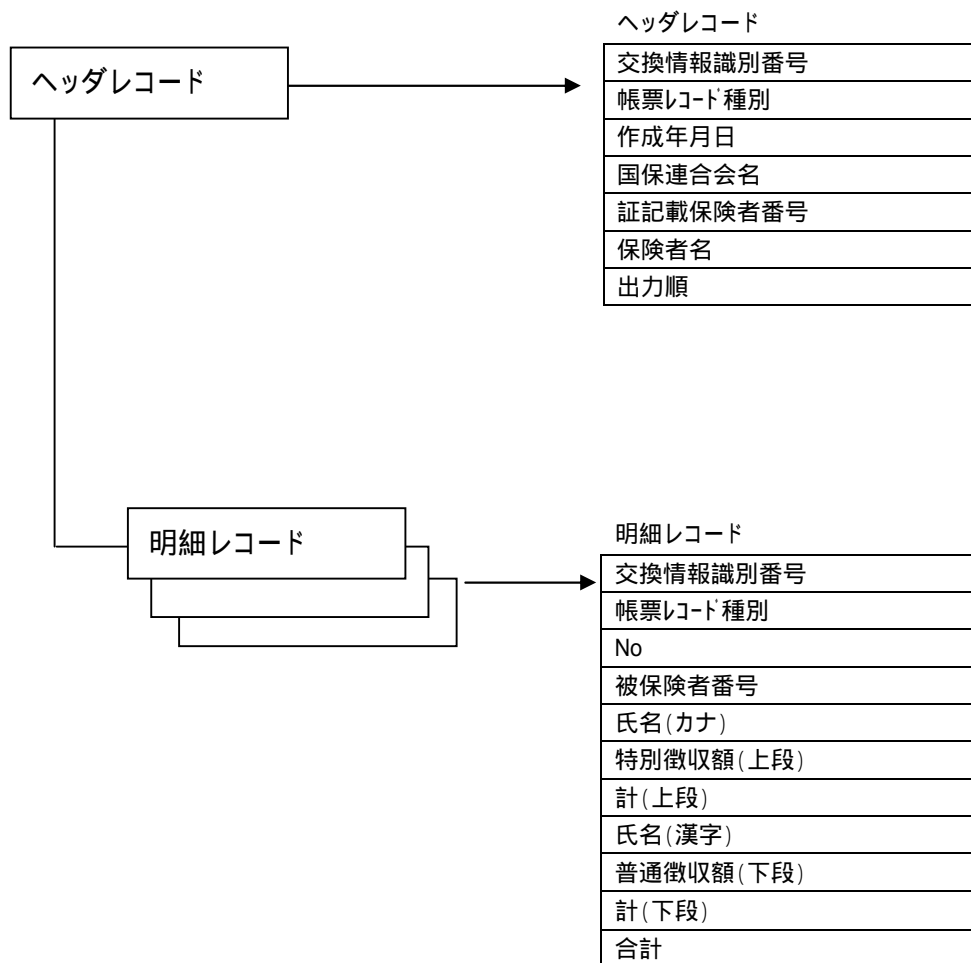 ヘッダレコード
ヘッダレコード
交換情報識別番号
帳票ﾚｺｰﾄﾞ種別
作成年月日
国保連合会名
証記載保険者番号
保険者名
出力順
明細レコード
明細レコード
交換情報識別番号
帳票ﾚｺｰﾄﾞ種別
No
被保険者番号
氏名(カナ)
特別徴収額(上段)
計(上段)
氏名(漢字)
普通徴収額(下段)
計(下段)
合計